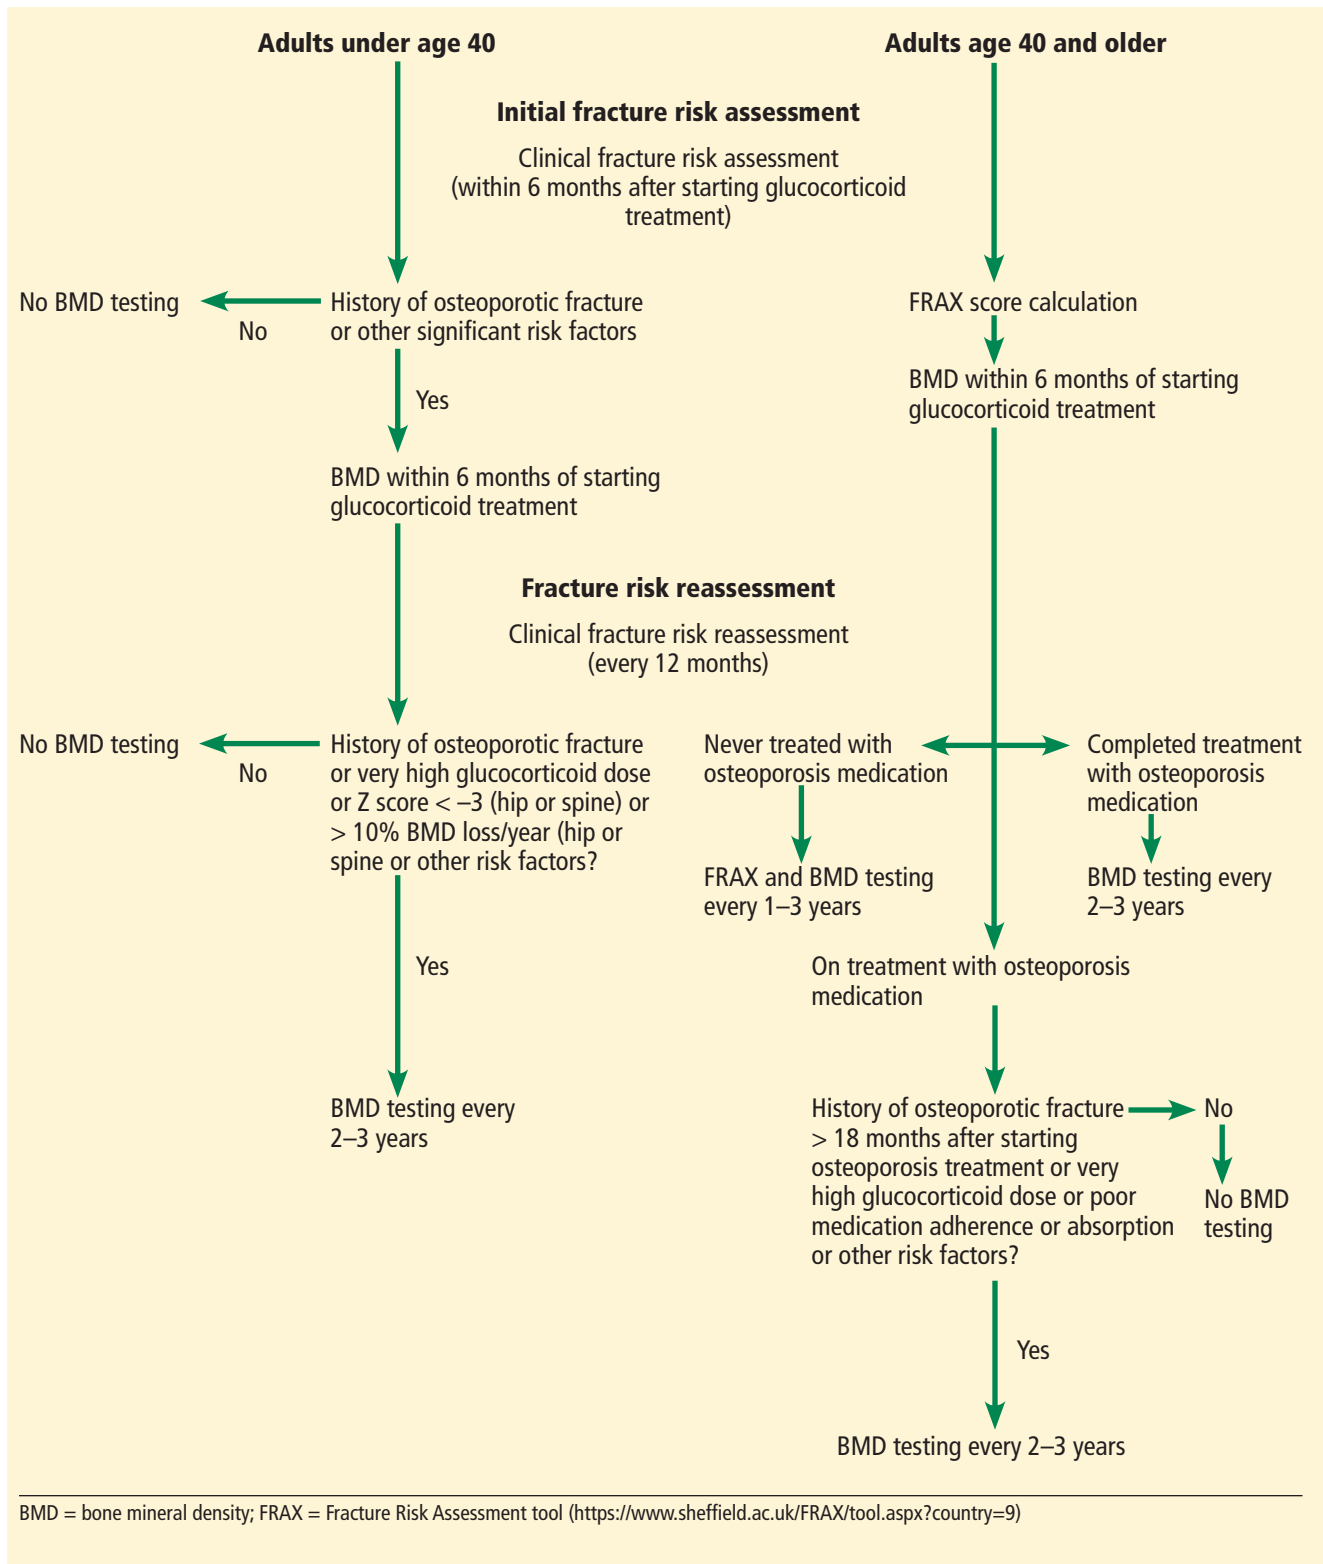 Adults under age 40
Adults age 40 and older
Initial fracture risk assessment
Clinical fracture risk assessment
(within 6 months after starting glucocorticoid
treatment)
No BMD testing
No
History of osteoporotic fracture
or other significant risk factors
FRAX score calculation
BMD within 6 months of starting
glucocorticoid treatment
Yes
BMD within 6 months of starting
glucocorticoid treatment
Fracture risk reassessment
Clinical fracture risk reassessment
(every 12 months)
No BMD testing
No
History of osteoporotic fracture
or very high glucocorticoid dose
or Z score < –3 (hip or spine) or
> 10% BMD loss/year (hip or
spine or other risk factors?
Never treated with
osteoporosis medication
Completed treatment
with osteoporosis
medication
FRAX and BMD testing
every 1–3 years
BMD testing every
2–3 years
Yes
On treatment with osteoporosis
medication
BMD testing every
2–3 years
History of osteoporotic fracture
> 18 months after starting
osteoporosis treatment or very
high glucocorticoid dose or poor
medication adherence or absorption
or other risk factors?
No
No BMD
testing
Yes
BMD testing every 2–3 years
BMD = bone mineral density; FRAX = Fracture Risk Assessment tool (https://www.sheffield.ac.uk/FRAX/tool.aspx?country=9)